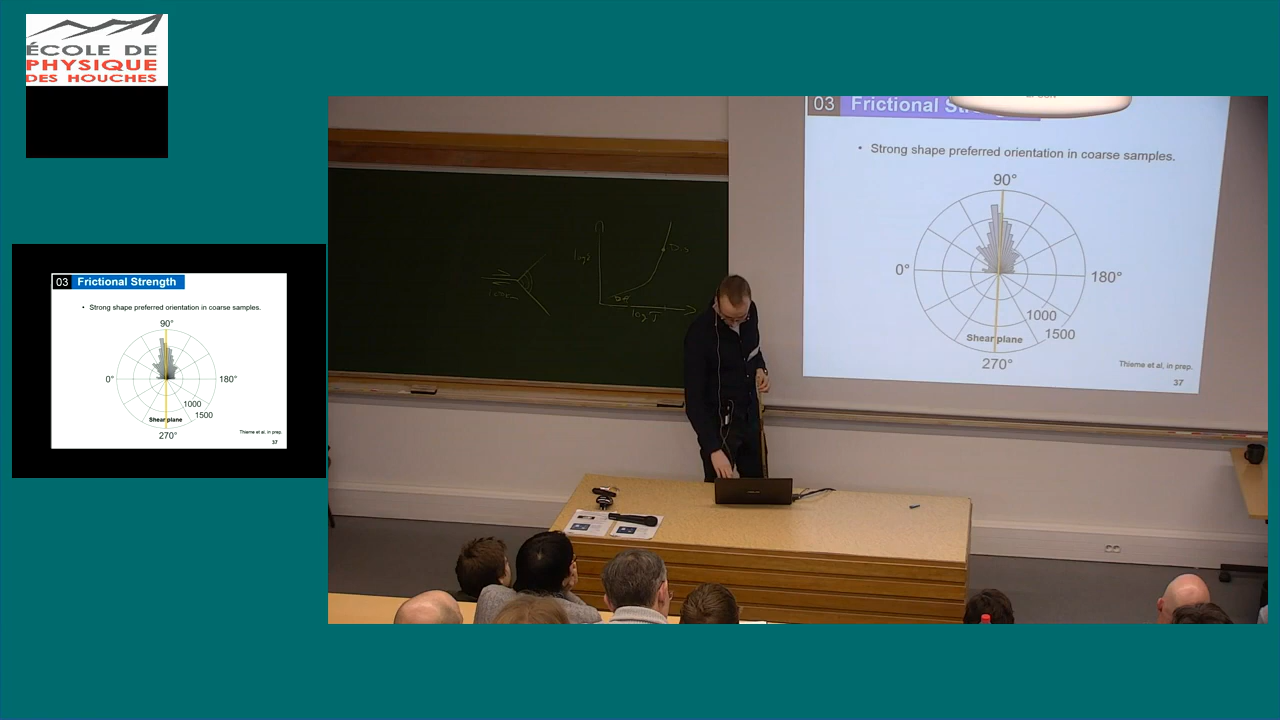 ÉCOLE DE
PHYSIQUE
DES HOUCHES
03 Frictional Strength
• Strong shape preferred orientation in coarse samples.
90°
0°
180°
1000
1500
Shear plane
270°
Thieme et al. in prep.
37
03 Frictional
• Strong shape preferred orientation in coarse samples.
90°
0°
180°
1000
1500
Shear plane
270°
Thieme et al, in prep.
37